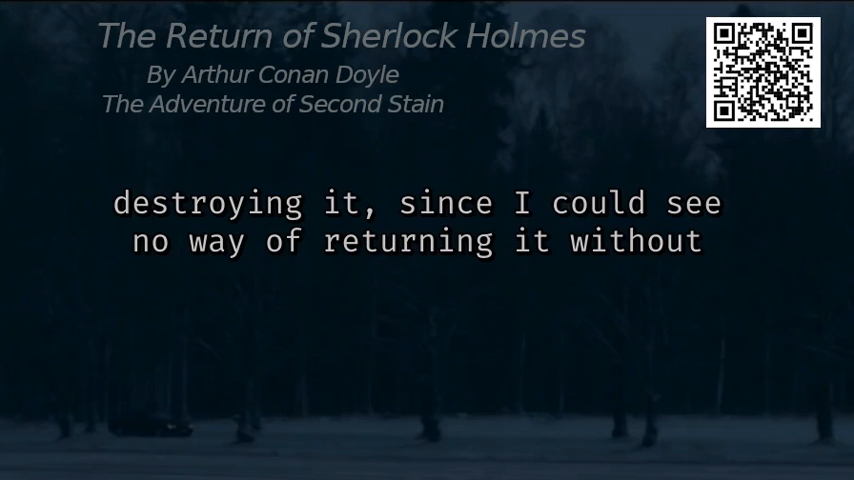 The Return of Sherlock Holmes
By Arthur Conan Doyle
The Adventure of Second Stain
destroying it, since I could see
no way of returning it without